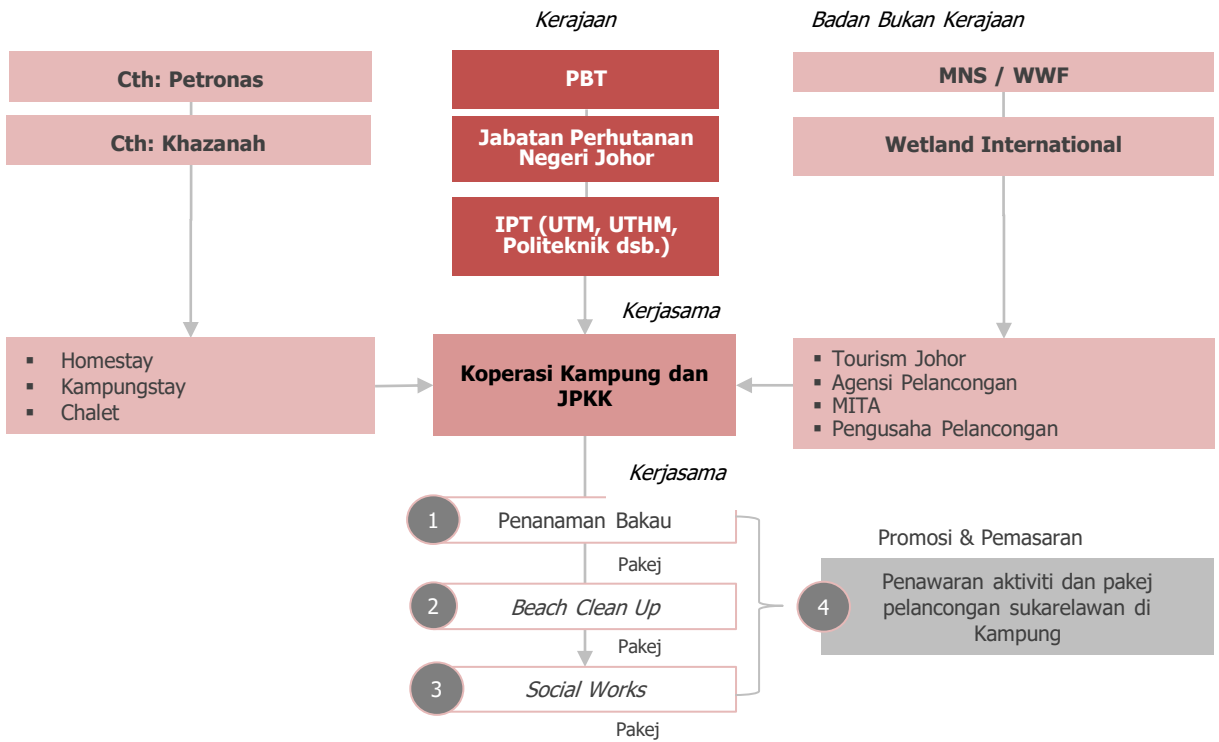 Kerajaan
Badan Bukan Kerajaan
Cth: Petronas
Cth: Khazanah
PBT
Jabatan Perhutanan
Negeri Johor
IPT (UTM, UTHM,
Politeknik dsb.)
MNS / WWF
Wetland International
Kerjasama
▪ Homestay
▪ Kampungstay
▪ Chalet
Koperasi Kampung dan
JPKK
▪ Tourism Johor
▪ Agensi Pelancongan
▪ MITA
▪ Pengusaha Pelancongan
Kerjasama
1 Penanaman Bakau
Pakej
2 Beach Clean Up
Pakej
3 Social Works
Pakej
Promosi & Pemasaran
4 Penawaran aktiviti dan pakej
pelancongan sukarelawan di
Kampung